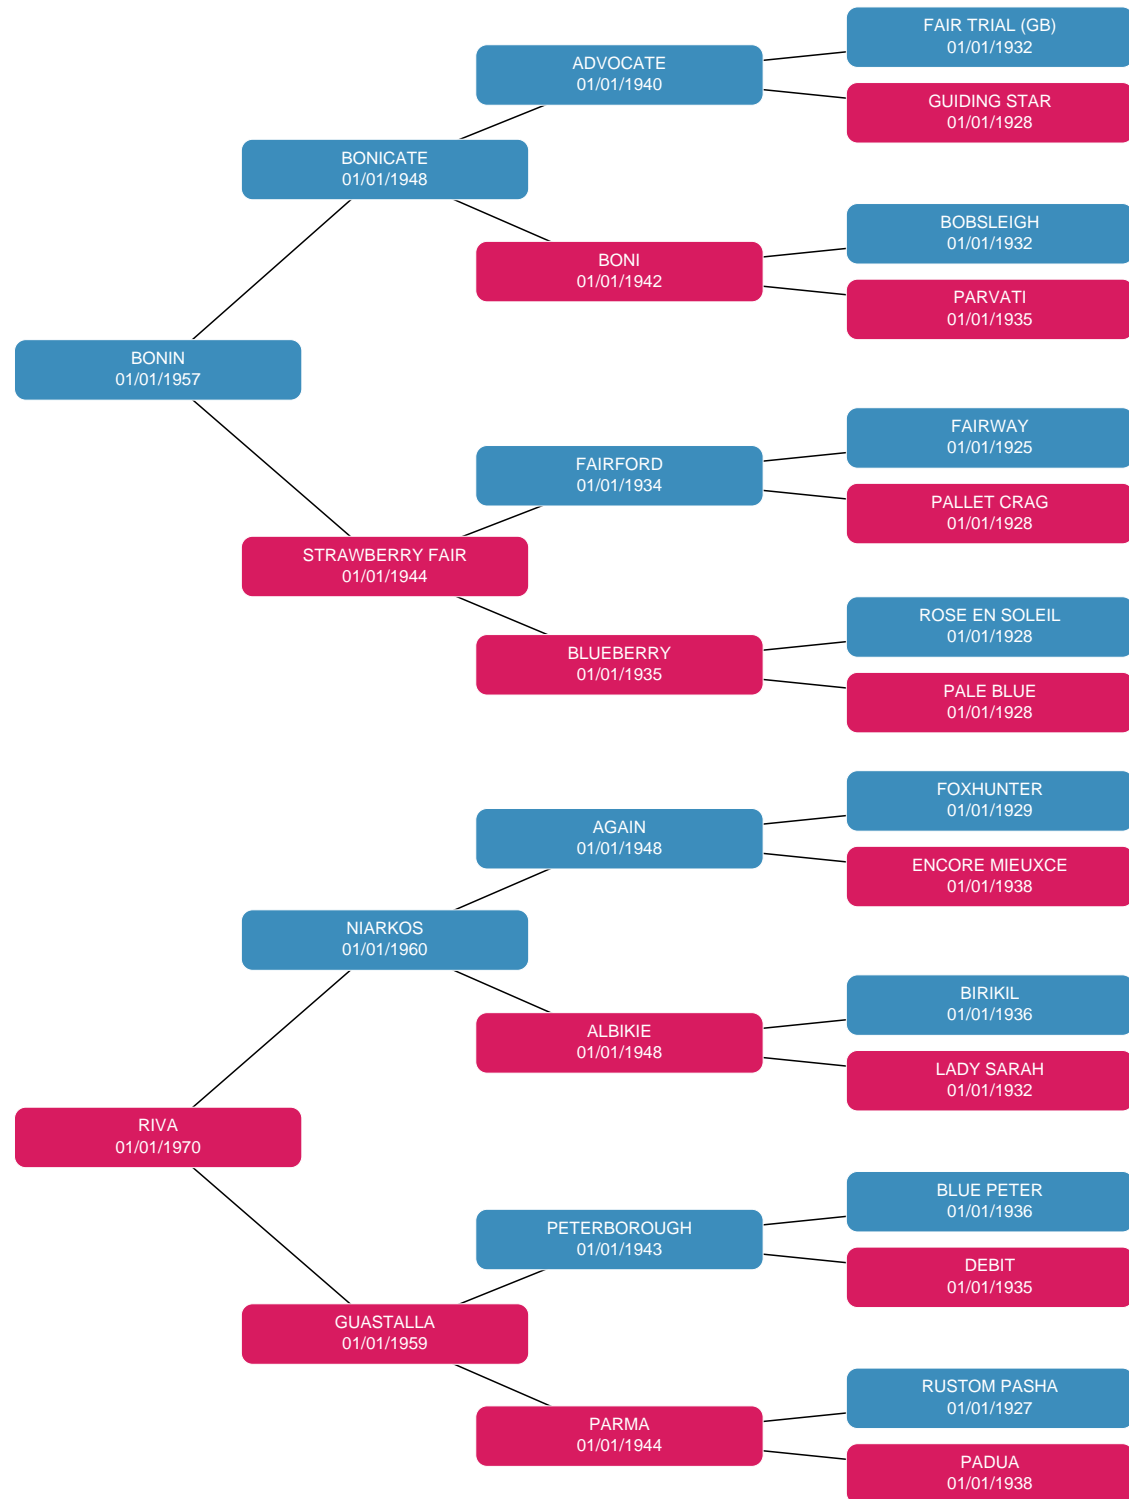 FAIR TRIAL (GB)
01/01/1932
ADVOCATE
01/01/1940
GUIDING STAR
01/01/1928
BONICATE
01/01/1948
BOBSLEIGH
01/01/1932
BONI
01/01/1942
PARVATI
01/01/1935
BONIN
01/01/1957
FAIRWAY
01/01/1925
FAIRFORD
01/01/1934
PALLET CRAG
01/01/1928
STRAWBERRY FAIR
01/01/1944
ROSE EN SOLEIL
01/01/1928
BLUEBERRY
01/01/1935
PALE BLUE
01/01/1928
FOXHUNTER
01/01/1929
AGAIN
01/01/1948
ENCORE MIEUXCE
01/01/1938
NIARKOS
01/01/1960
BIRIKIL
01/01/1936
ALBIKIE
01/01/1948
LADY SARAH
01/01/1932
RIVA
01/01/1970
BLUE PETER
01/01/1936
PETERBOROUGH
01/01/1943
DEBIT
01/01/1935
GUASTALLA
01/01/1959
RUSTOM PASHA
01/01/1927
PARMA
01/01/1944
PADUA
01/01/1938